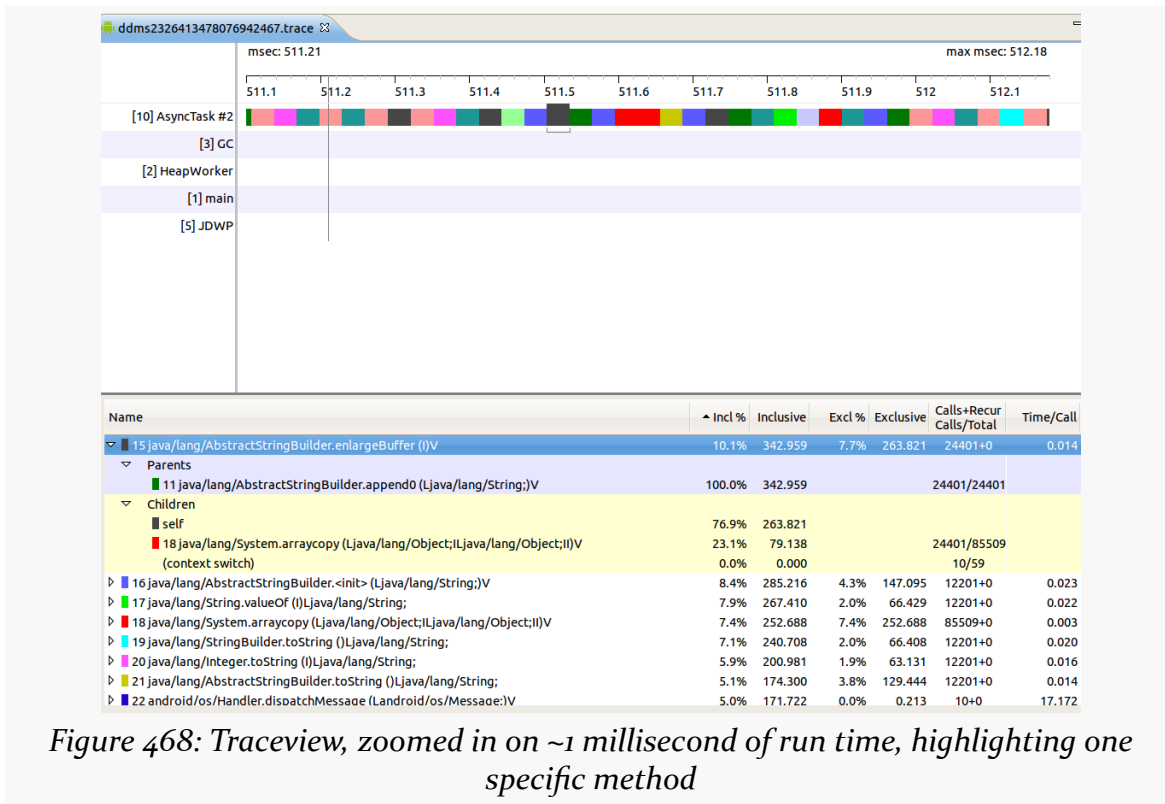 ddms2326413478076942467.trace
msec: 511.21 max msec: 512.18
511.1 511.2 511.3 511.4 511.5 511.6 511.7 511.8 511.9 512 512.1
[10] AsyncTask #2
[3] GC
[2] HeapWorker
[1] main
[5] JDWP
Name Incl % Inclusive Excl % Exclusive Calls+Recur Calls/Total Time/Call
15 java/lang/AbstractStringBuilder.enlargeBuffer (I)V 10.1% 342.959 7.7% 263.821 24401+0 0.014
Parents
11 java/lang/AbstractStringBuilder.append0 (Ljava/lang/String;)V 100.0% 342.959 24401/24401
Children
self 76.9% 263.821
18 java/lang/System.arraycopy (Ljava/lang/Object;ILjava/lang/Object;II)V 23.1% 79.138 24401/85509
(context switch) 0.0% 0.000 10/59
16 java/lang/AbstractStringBuilder.<init> (Ljava/lang/String;)V 8.4% 285.216 4.3% 147.095 12201+0 0.023
17 java/lang/String.valueOf (I)Ljava/lang/String; 7.9% 267.410 2.0% 66.429 12201+0 0.022
18 java/lang/System.arraycopy (Ljava/lang/Object;ILjava/lang/Object;II)V 7.4% 252.688 7.4% 252.688 85509+0 0.003
19 java/lang/StringBuilder.toString ()Ljava/lang/String; 7.1% 240.708 2.0% 66.408 12201+0 0.020
20 java/lang/Integer.toString (I)Ljava/lang/String; 5.9% 200.981 1.9% 63.131 12201+0 0.016
21 java/lang/AbstractStringBuilder.toString ()Ljava/lang/String; 5.1% 174.300 3.8% 129.444 12201+0 0.014
22 android/os/Handler.dispatchMessage (Landroid/os/Message;)V 5.0% 171.722 0.0% 0.213 10+0 17.172
Figure 468: Traceview, zoomed in on ~1 millisecond of run time, highlighting one
specific method